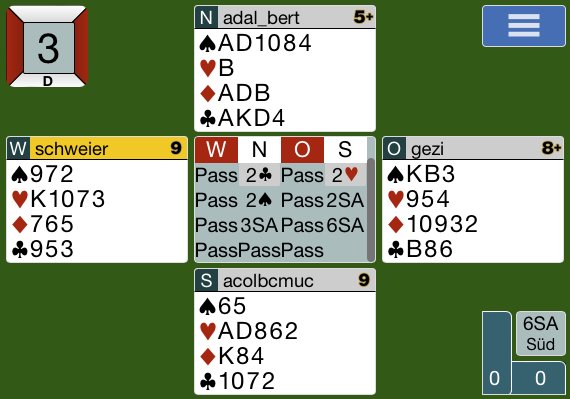 3
D
N adal_bert 5+
♠AD1084
♥B
♦ADB
♣AKD4
W schweier 9
♠972
♥K1073
♦765
♣953
W N O S
Pass 2♣ Pass 2♥
Pass 2♠ Pass 2SA
Pass 3SA Pass 6SA
Pass Pass Pass
O gezi 8+
♠KB3
♥954
♦10932
♣B86
S acolbcmuc 9
♠65
♥AD862
♦K84
♣1072
6SA
Süd
0 0